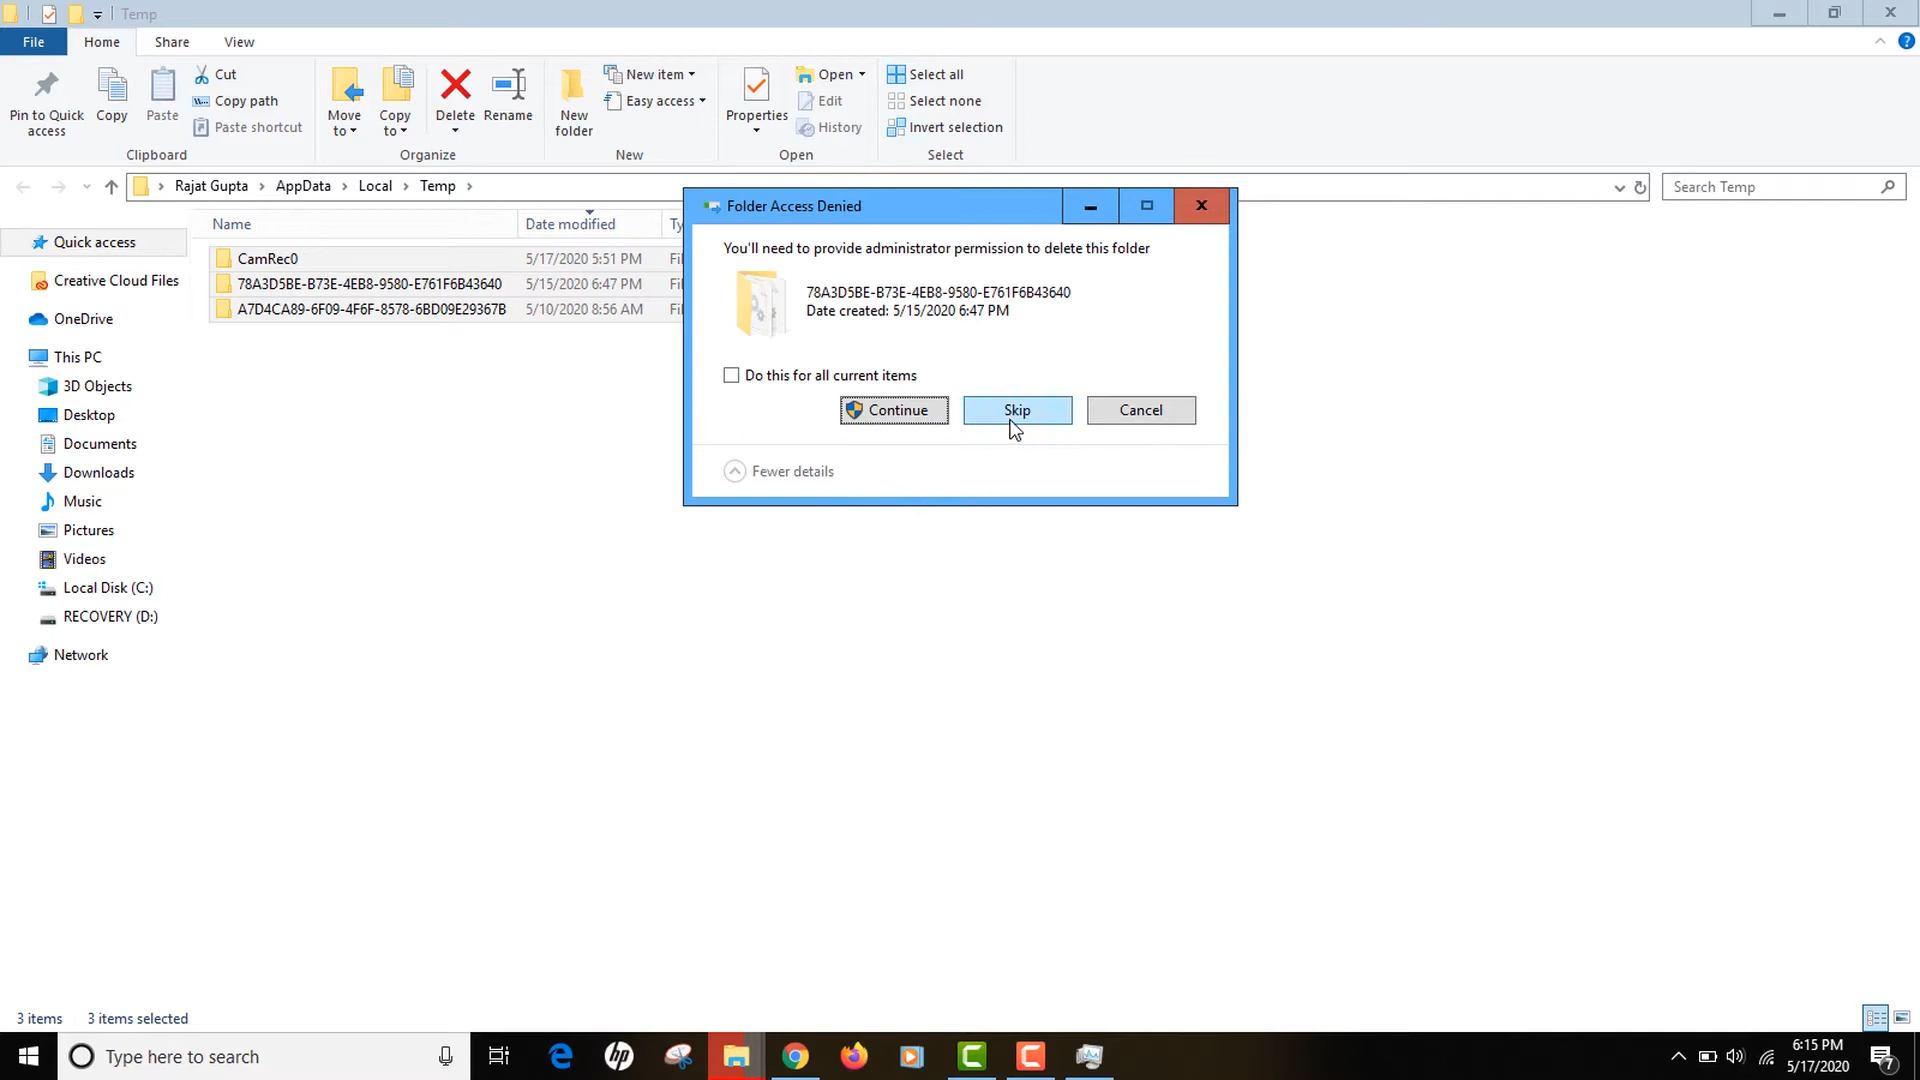 Temp
File Home Share View
Pin to Quick access
Copy
Paste
Cut
Copy path
Paste shortcut
Clipboard
Move to
Copy to
Delete
Rename
Organize
New folder
New item
Easy access
New
Properties
Open
Edit
History
Open
Select all
Select none
Invert selection
Select
Rajat Gupta
AppData
Local
Temp
Search Temp
Name Date modified Ty
CamRec0 5/17/2020 5:51 PM Fi
78A3D5BE-B73E-4EB8-9580-E761F6B43640 5/15/2020 6:47 PM Fi
A7D4CA89-6F09-4F6F-8578-6BD09E29367B 5/10/2020 8:56 AM Fi
Quick access
Creative Cloud Files
OneDrive
This PC
3D Objects
Desktop
Documents
Downloads
Music
Pictures
Videos
Local Disk (C:)
RECOVERY (D:)
Network
Folder Access Denied
You'll need to provide administrator permission to delete this folder
78A3D5BE-B73E-4EB8-9580-E761F6B43640
Date created: 5/15/2020 6:47 PM
Do this for all current items
Continue Skip Cancel
Fewer details
3 items 3 items selected
Type here to search
hp
6:15 PM
5/17/2020
7